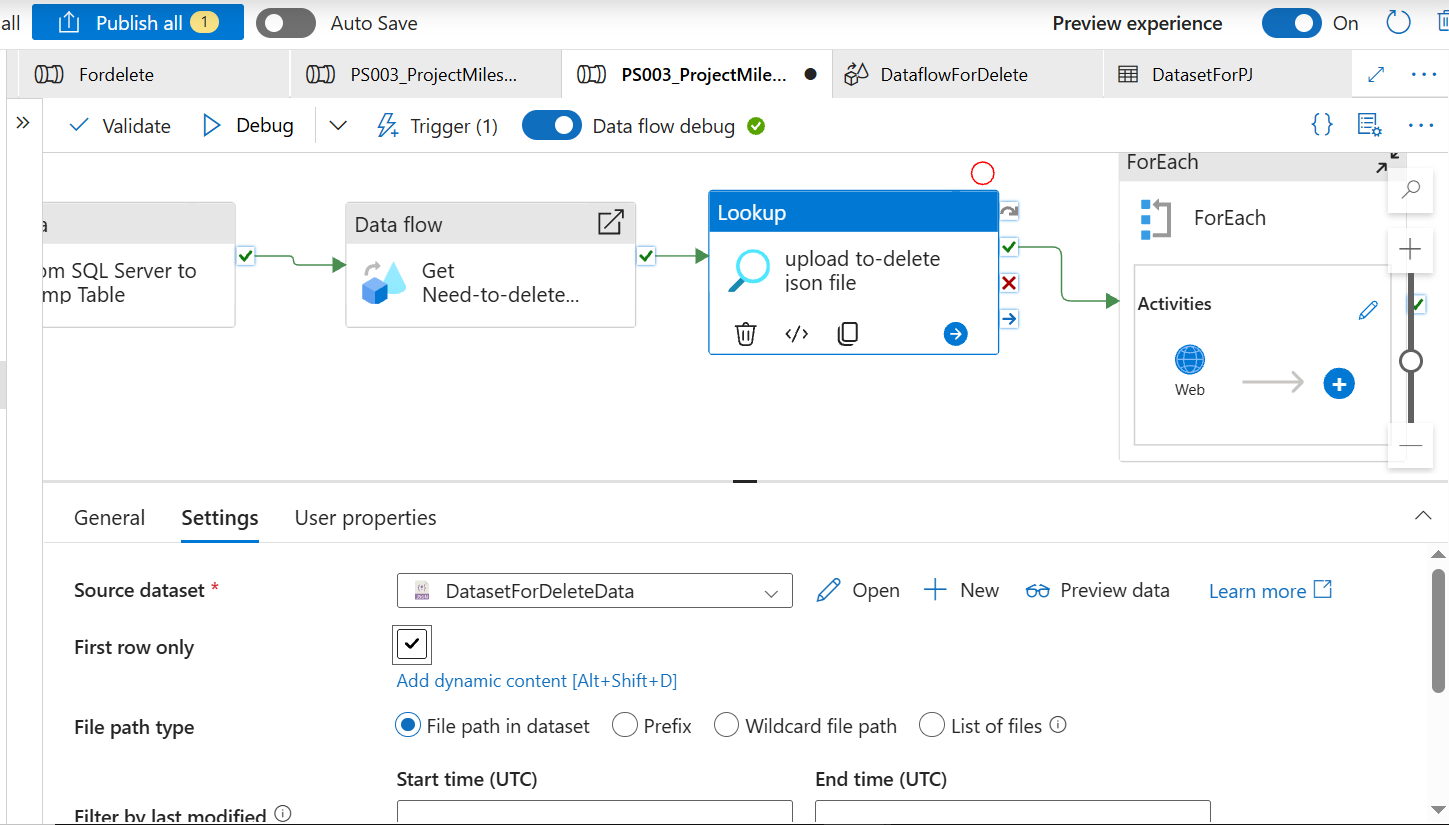 all
Publish all
1
Auto Save
Preview experience
On
Fordelete
PS003_ProjectMiles...
PS003_ProjectMile...
DataflowForDelete
DatasetForPJ
Validate
Debug
Trigger (1)
Data flow debug
a
om SQL Server to
mp Table
Data flow
Get
Need-to-delete...
Lookup
upload to-delete
json file
ForEach
ForEach
Activities
Web
General
Settings
User properties
Source dataset *
DatasetForDeleteData
Open
New
Preview data
Learn more
First row only
Add dynamic content [Alt+Shift+D]
File path type
File path in dataset
Prefix
Wildcard file path
List of files
Start time (UTC)
End time (UTC)
Filter by last modified